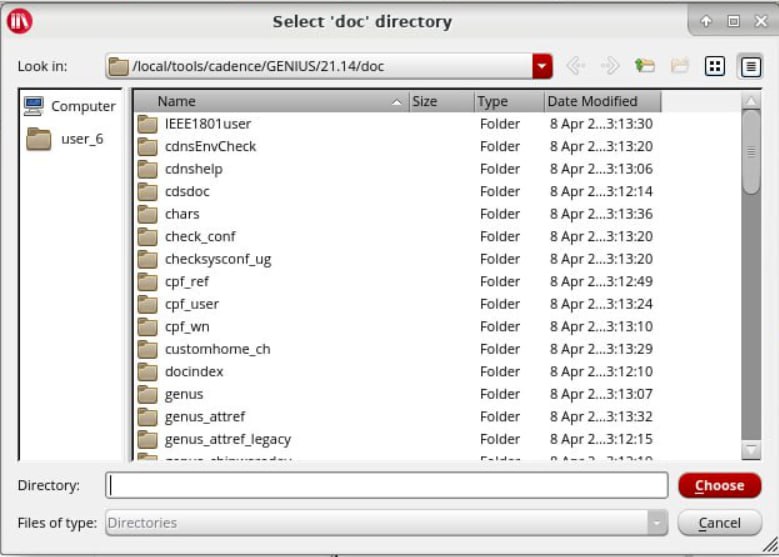 Select 'doc' directory
Look in: /local/tools/cadence/GENIUS/21.14/doc
Computer
user_6
Name Size Type Date Modified
IEEE1801user Folder 8 Apr 2...3:13:30
cdnsEnvCheck Folder 8 Apr 2...3:13:20
cdnshelp Folder 8 Apr 2...3:13:06
cdsdoc Folder 8 Apr 2...3:12:14
chars Folder 8 Apr 2...3:13:36
check_conf Folder 8 Apr 2...3:13:20
checksysconf_ug Folder 8 Apr 2...3:13:20
cpf_ref Folder 8 Apr 2...3:12:49
cpf_user Folder 8 Apr 2...3:13:24
cpf_wn Folder 8 Apr 2...3:13:10
customhome_ch Folder 8 Apr 2...3:13:29
docindex Folder 8 Apr 2...3:12:10
genus Folder 8 Apr 2...3:13:07
genus_attref Folder 8 Apr 2...3:13:32
genus_attref_legacy Folder 8 Apr 2...3:12:15
Directory: Choose
Files of type: Directories Cancel